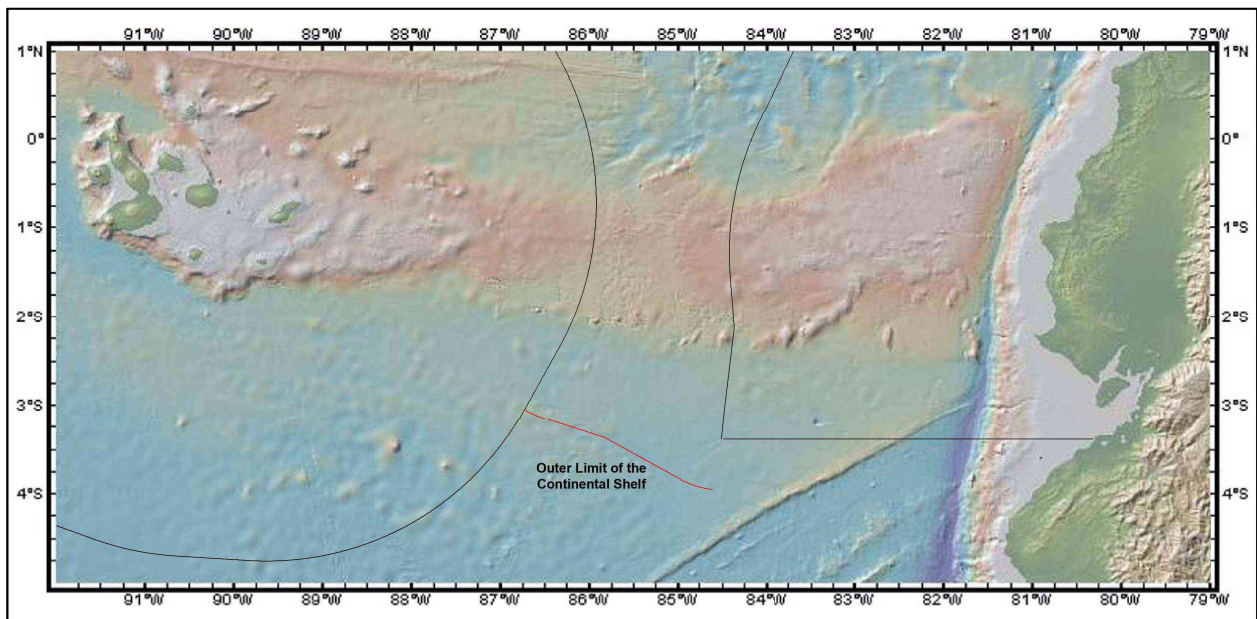 91°W 90°W 89°W 88°W 87°W 86°W 85°W 84°W 83°W 82°W 81°W 80°W 79°W
1°N 1°N
0° 0°
1°S 1°S
2°S 2°S
3°S 3°S
Outer Limit of the
Continental Shelf
4°S 4°S
91°W 90°W 89°W 88°W 87°W 86°W 85°W 84°W 83°W 82°W 81°W 80°W 79°W